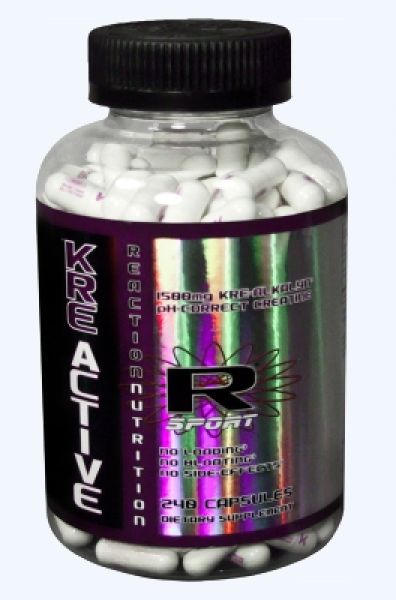 KRE ACTIVE
REACTION NUTRITION
1500mg KRE-ALKALYN
pH-CORRECT CREATINE
R
SPORT
NO LOADING
NO BLOATING
NO SIDE-EFFECTS
240 CAPSULES
DIETARY SUPPLEMENT